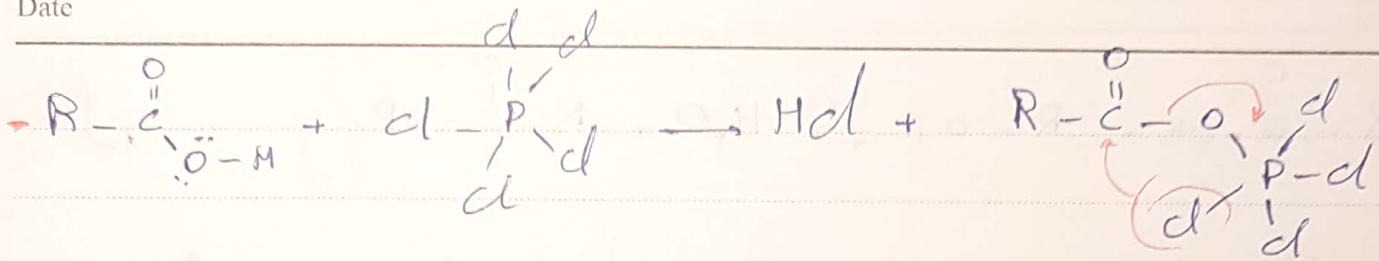 Date
O Cl Cl O
R - C O - H + Cl - P Cl Cl → HCl + R - C - O Cl P - Cl Cl Cl